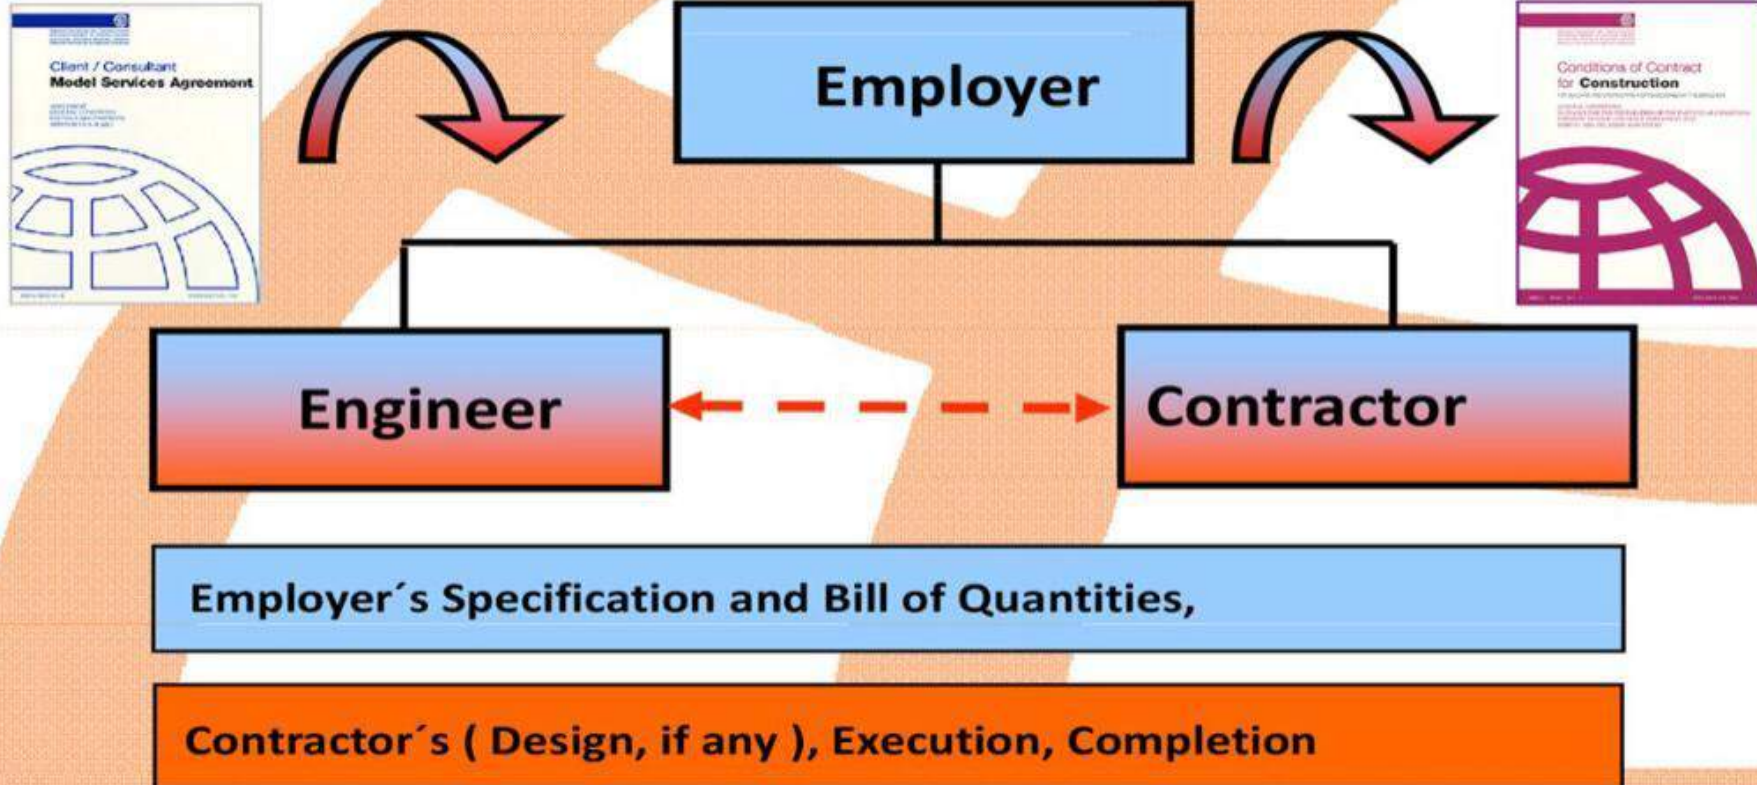 Client / Consultant
Model Services Agreement
Employer
Conditions of Contract
for Construction
Engineer
Contractor
Employer´s Specification and Bill of Quantities,
Contractor´s ( Design, if any ), Execution, Completion